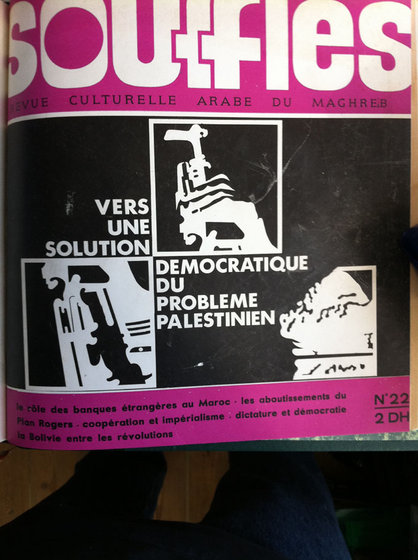 souffles
REVUE CULTURELLE ARABE DU MAGHREB
VERS
UNE
SOLUTION
DEMOCRATIQUE
DU
PROBLEME
PALESTINIEN
le rôle des banques étrangères au Maroc · les aboutissements du
Plan Rogers · coopération et impérialisme · dictature et démocratie
la Bolivie entre les révolutions
N°22
2 DH